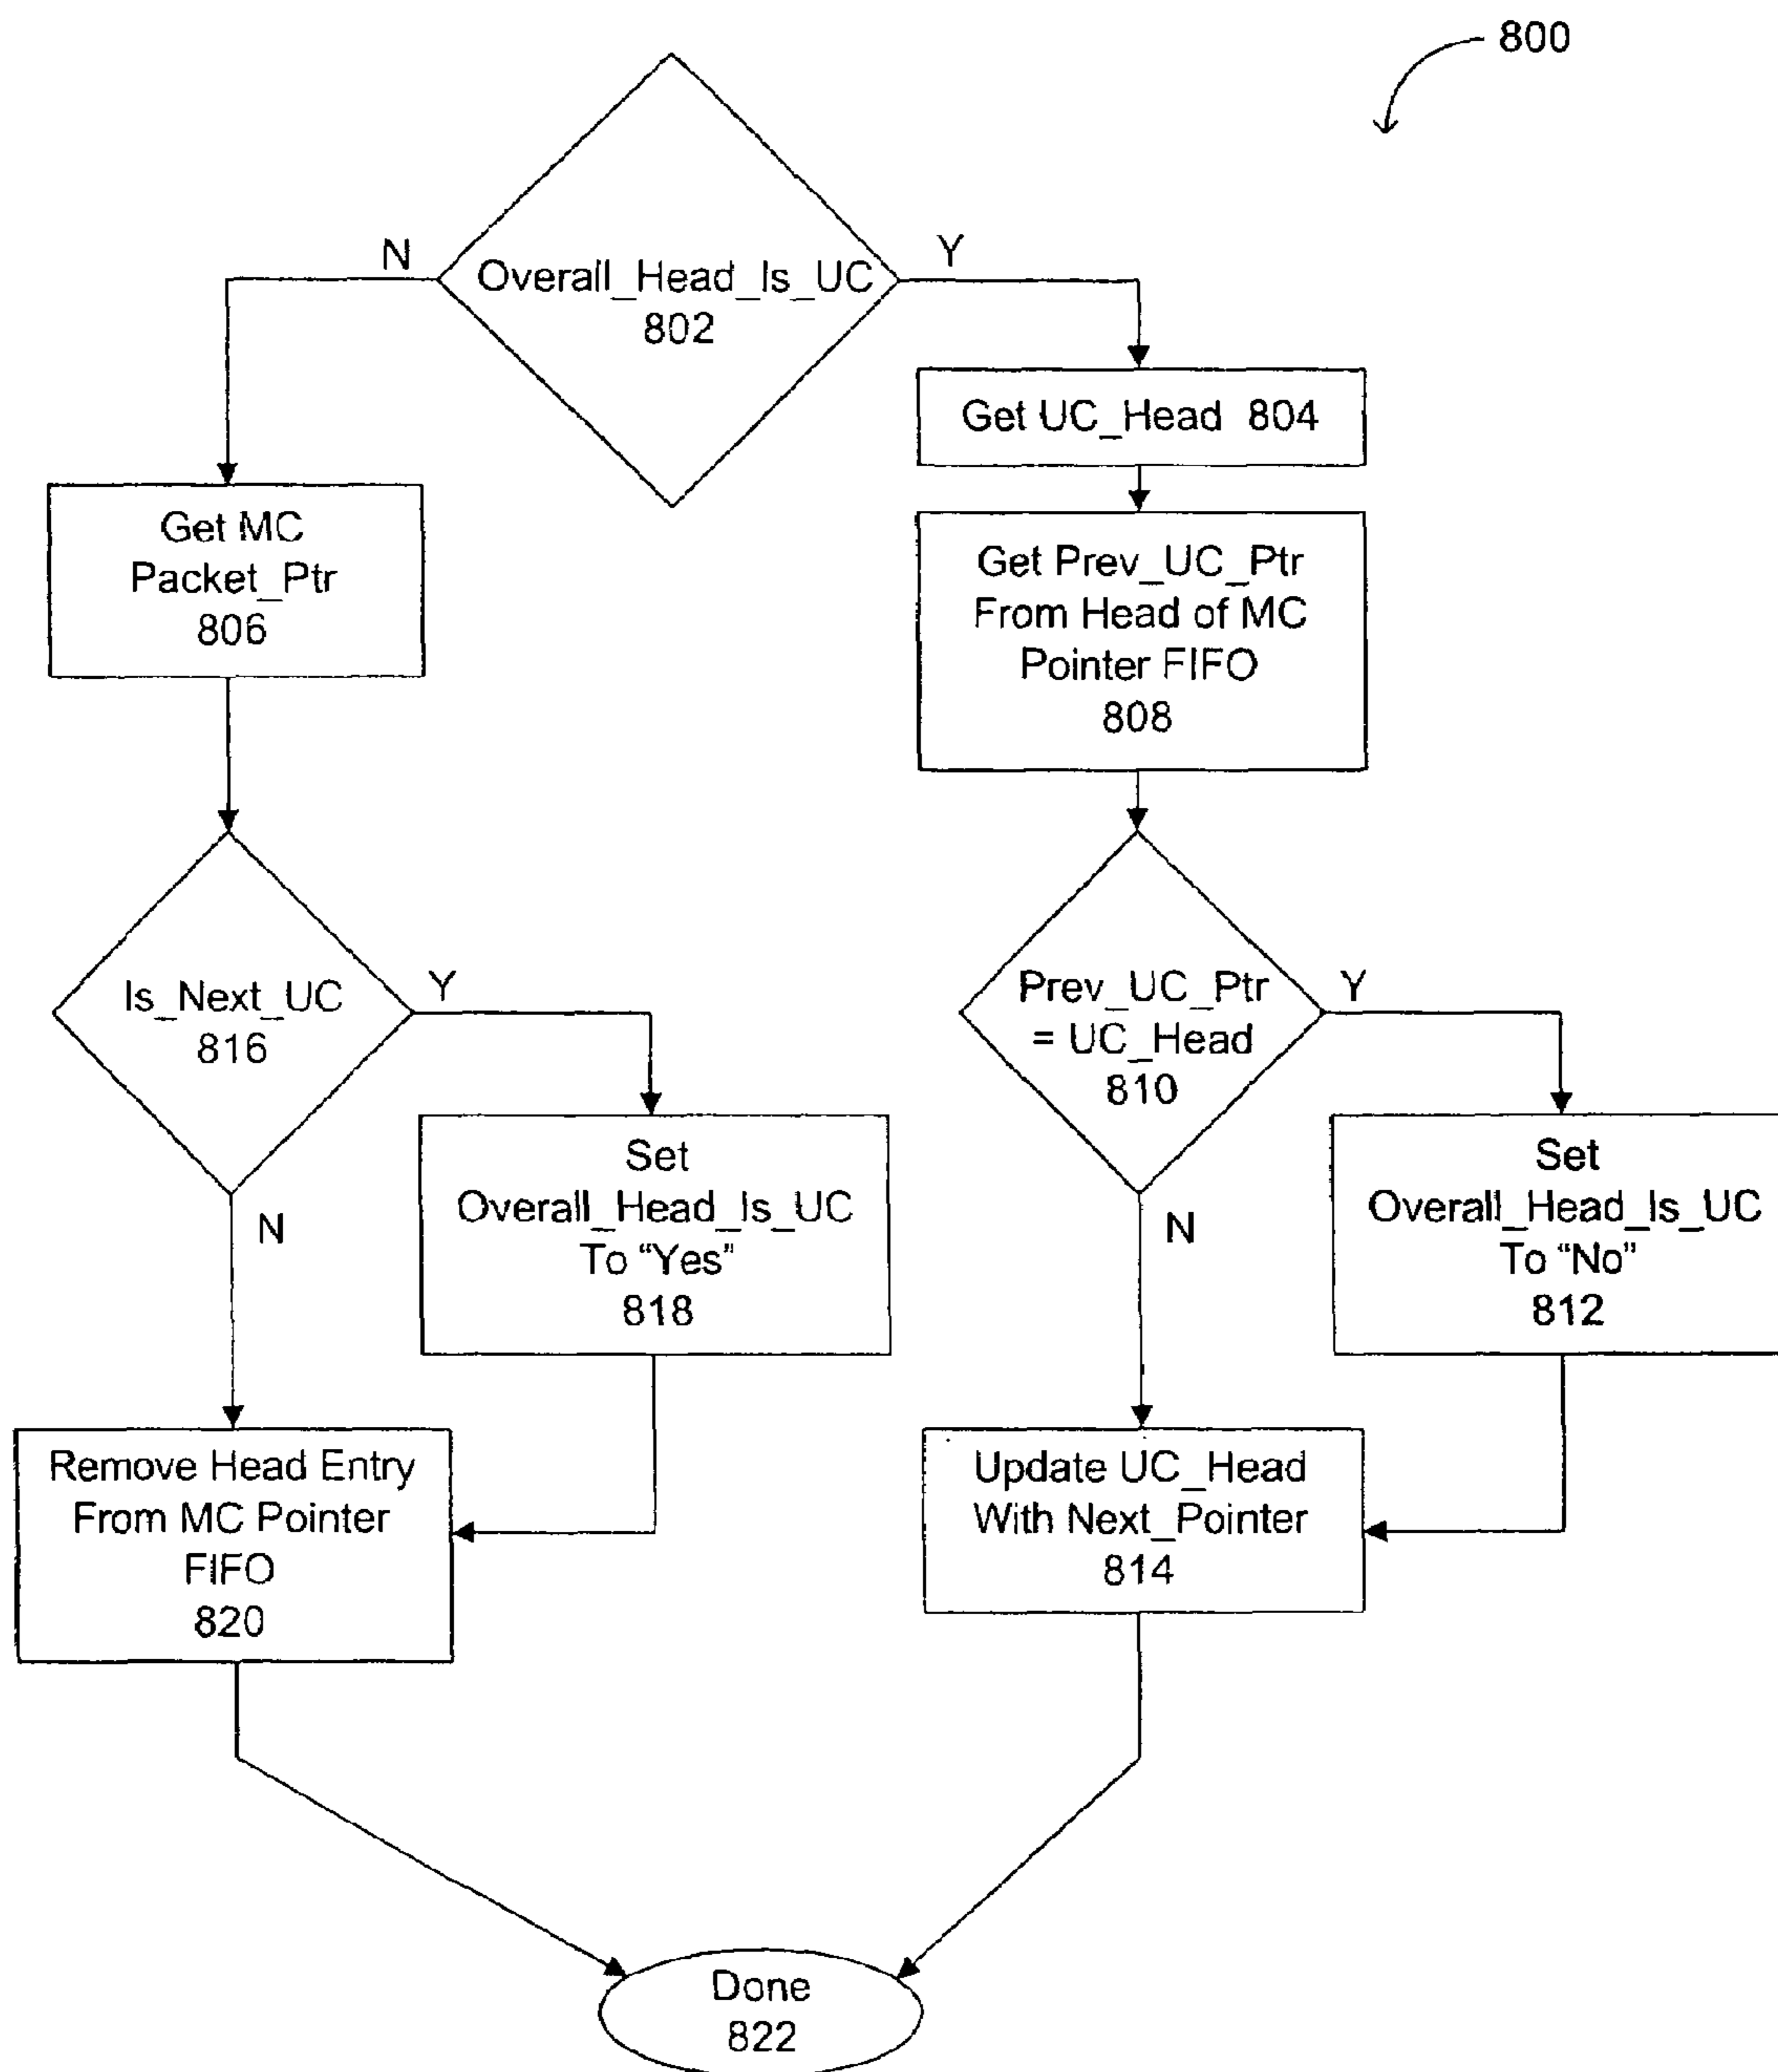 800
N
Y
Overall_Head_Is_UC
802
Get UC_Head 804
Get MC
Packet_Ptr
806
Get Prev_UC_Ptr
From Head of MC
Pointer FIFO
808
Is_Next_UC
816
Y
N
Prev_UC_Ptr
= UC_Head
810
Y
N
Set
Overall_Head_Is_UC
To “Yes”
818
Set
Overall_Head_Is_UC
To “No”
812
Remove Head Entry
From MC Pointer
FIFO
820
Update UC_Head
With Next_Pointer
814
Done
822